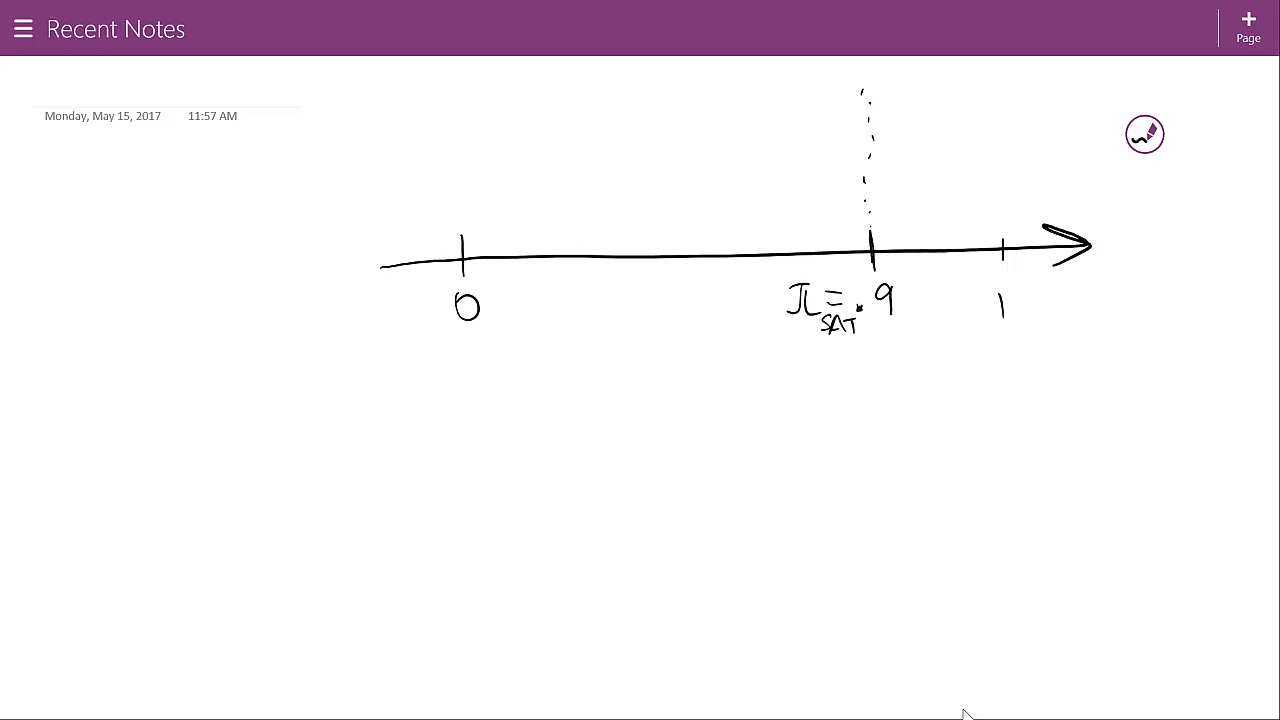 Recent Notes
Page
Monday, May 15, 2017 11:57 AM
0 π = .9 1
SAT